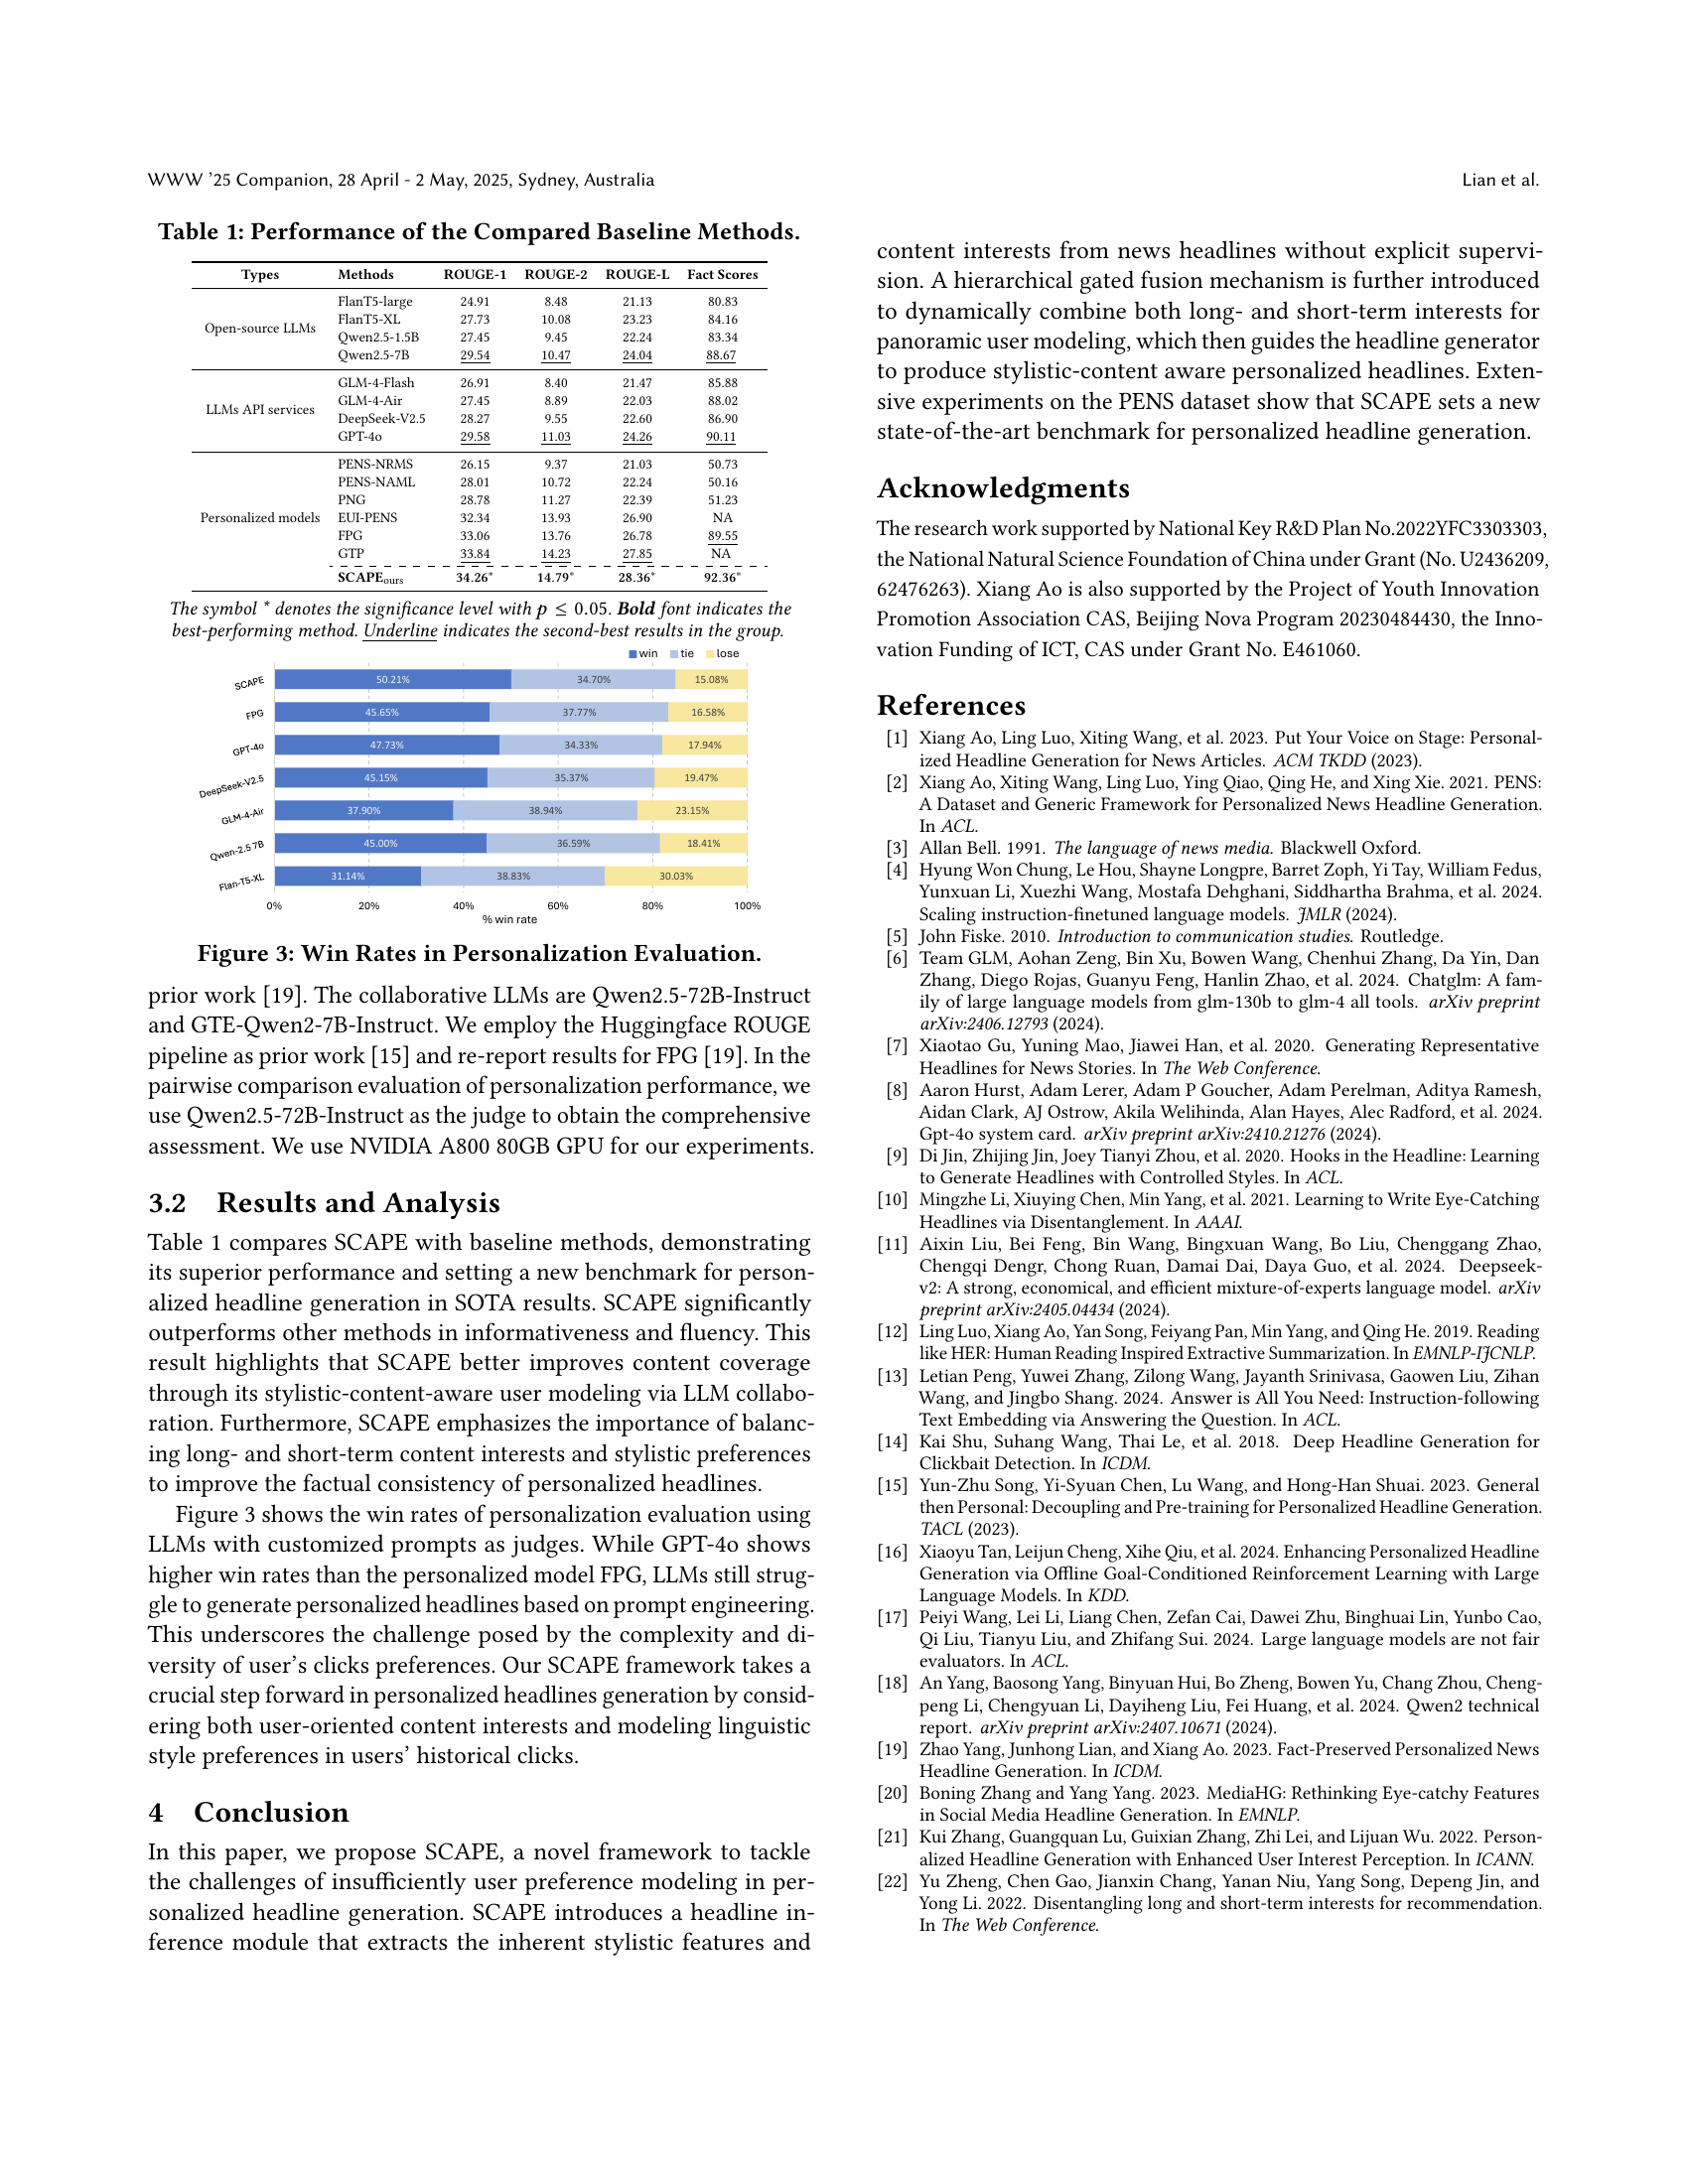 WWW ’25 Companion, 28 April - 2 May, 2025, Sydney, Australia
Lian et al.
Table 1: Performance of the Compared Baseline Methods.
Types Methods ROUGE-1 ROUGE-2 ROUGE-L Fact Scores
Open-source LLMs
FlanT5-large 24.91 8.48 21.13 80.83
FlanT5-XL 27.73 10.08 23.23 84.16
Qwen2.5-1.5B 27.45 9.45 22.24 83.34
Qwen2.5-7B 29.54 10.47 24.04 88.67
LLMs API services
GLM-4-Flash 26.91 8.40 21.47 85.88
GLM-4-Air 27.45 8.89 22.03 88.02
DeepSeek-V2.5 28.27 9.55 22.60 86.90
GPT-4o 29.58 11.03 24.26 90.11
Personalized models
PENS-NRMS 26.15 9.37 21.03 50.73
PENS-NAML 28.01 10.72 22.24 50.16
PNG 28.78 11.27 22.39 51.23
EUI-PENS 32.34 13.93 26.90 NA
FPG 33.06 13.76 26.78 89.55
GTP 33.84 14.23 27.85 NA
SCAPEours 34.26* 14.79* 28.36* 92.36*
The symbol * denotes the significance level with p ≤ 0.05. Bold font indicates the
best-performing method. Underline indicates the second-best results in the group.
win tie lose
SCAPE 50.21% 34.70% 15.08%
FPG 45.65% 37.77% 16.58%
GPT-4o 47.73% 34.33% 17.94%
DeepSeek-V2.5 45.15% 35.37% 19.47%
GLM-4-Air 37.90% 38.94% 23.15%
Qwen-2.5 7B 45.00% 36.59% 18.41%
Flan-T5-XL 31.14% 38.83% 30.03%
0% 20% 40% 60% 80% 100%
% win rate
Figure 3: Win Rates in Personalization Evaluation.
prior work [19]. The collaborative LLMs are Qwen2.5-72B-Instruct
and GTE-Qwen2-7B-Instruct. We employ the Huggingface ROUGE
pipeline as prior work [15] and re-report results for FPG [19]. In the
pairwise comparison evaluation of personalization performance, we
use Qwen2.5-72B-Instruct as the judge to obtain the comprehensive
assessment. We use NVIDIA A800 80GB GPU for our experiments.
3.2 Results and Analysis
Table 1 compares SCAPE with baseline methods, demonstrating
its superior performance and setting a new benchmark for person-
alized headline generation in SOTA results. SCAPE significantly
outperforms other methods in informativeness and fluency. This
result highlights that SCAPE better improves content coverage
through its stylistic-content-aware user modeling via LLM collabo-
ration. Furthermore, SCAPE emphasizes the importance of balanc-
ing long- and short-term content interests and stylistic preferences
to improve the factual consistency of personalized headlines.
Figure 3 shows the win rates of personalization evaluation using
LLMs with customized prompts as judges. While GPT-4o shows
higher win rates than the personalized model FPG, LLMs still strug-
gle to generate personalized headlines based on prompt engineering.
This underscores the challenge posed by the complexity and di-
versity of user’s clicks preferences. Our SCAPE framework takes a
crucial step forward in personalized headlines generation by consid-
ering both user-oriented content interests and modeling linguistic
style preferences in users’ historical clicks.
4 Conclusion
In this paper, we propose SCAPE, a novel framework to tackle
the challenges of insufficiently user preference modeling in per-
sonalized headline generation. SCAPE introduces a headline in-
ference module that extracts the inherent stylistic features and
content interests from news headlines without explicit supervi-
sion. A hierarchical gated fusion mechanism is further introduced
to dynamically combine both long- and short-term interests for
panoramic user modeling, which then guides the headline generator
to produce stylistic-content aware personalized headlines. Exten-
sive experiments on the PENS dataset show that SCAPE sets a new
state-of-the-art benchmark for personalized headline generation.
Acknowledgments
The research work supported by National Key R&D Plan No.2022YFC3303303,
the National Natural Science Foundation of China under Grant (No. U2436209,
62476263). Xiang Ao is also supported by the Project of Youth Innovation
Promotion Association CAS, Beijing Nova Program 20230484430, the Inno-
vation Funding of ICT, CAS under Grant No. E461060.
References
[1] Xiang Ao, Ling Luo, Xiting Wang, et al. 2023. Put Your Voice on Stage: Personal-
ized Headline Generation for News Articles. ACM TKDD (2023).
[2] Xiang Ao, Xiting Wang, Ling Luo, Ying Qiao, Qing He, and Xing Xie. 2021. PENS:
A Dataset and Generic Framework for Personalized News Headline Generation.
In ACL.
[3] Allan Bell. 1991. The language of news media. Blackwell Oxford.
[4] Hyung Won Chung, Le Hou, Shayne Longpre, Barret Zoph, Yi Tay, William Fedus,
Yunxuan Li, Xuezhi Wang, Mostafa Dehghani, Siddhartha Brahma, et al. 2024.
Scaling instruction-finetuned language models. JMLR (2024).
[5] John Fiske. 2010. Introduction to communication studies. Routledge.
[6] Team GLM, Aohan Zeng, Bin Xu, Bowen Wang, Chenhui Zhang, Da Yin, Dan
Zhang, Diego Rojas, Guanyu Feng, Hanlin Zhao, et al. 2024. Chatglm: A fam-
ily of large language models from glm-130b to glm-4 all tools. arXiv preprint
arXiv:2406.12793 (2024).
[7] Xiaotao Gu, Yuning Mao, Jiawei Han, et al. 2020. Generating Representative
Headlines for News Stories. In The Web Conference.
[8] Aaron Hurst, Adam Lerer, Adam P Goucher, Adam Perelman, Aditya Ramesh,
Aidan Clark, AJ Ostrow, Akila Welihinda, Alan Hayes, Alec Radford, et al. 2024.
Gpt-4o system card. arXiv preprint arXiv:2410.21276 (2024).
[9] Di Jin, Zhijing Jin, Joey Tianyi Zhou, et al. 2020. Hooks in the Headline: Learning
to Generate Headlines with Controlled Styles. In ACL.
[10] Mingzhe Li, Xiuying Chen, Min Yang, et al. 2021. Learning to Write Eye-Catching
Headlines via Disentanglement. In AAAI.
[11] Aixin Liu, Bei Feng, Bin Wang, Bingxuan Wang, Bo Liu, Chenggang Zhao,
Chengqi Dengr, Chong Ruan, Damai Dai, Daya Guo, et al. 2024. Deepseek-
v2: A strong, economical, and efficient mixture-of-experts language model. arXiv
preprint arXiv:2405.04434 (2024).
[12] Ling Luo, Xiang Ao, Yan Song, Feiyang Pan, Min Yang, and Qing He. 2019. Reading
like HER: Human Reading Inspired Extractive Summarization. In EMNLP-IJCNLP.
[13] Letian Peng, Yuwei Zhang, Zilong Wang, Jayanth Srinivasa, Gaowen Liu, Zihan
Wang, and Jingbo Shang. 2024. Answer is All You Need: Instruction-following
Text Embedding via Answering the Question. In ACL.
[14] Kai Shu, Suhang Wang, Thai Le, et al. 2018. Deep Headline Generation for
Clickbait Detection. In ICDM.
[15] Yun-Zhu Song, Yi-Syuan Chen, Lu Wang, and Hong-Han Shuai. 2023. General
then Personal: Decoupling and Pre-training for Personalized Headline Generation.
TACL (2023).
[16] Xiaoyu Tan, Leijun Cheng, Xihe Qiu, et al. 2024. Enhancing Personalized Headline
Generation via Offline Goal-Conditioned Reinforcement Learning with Large
Language Models. In KDD.
[17] Peiyi Wang, Lei Li, Liang Chen, Zefan Cai, Dawei Zhu, Binghuai Lin, Yunbo Cao,
Qi Liu, Tianyu Liu, and Zhifang Sui. 2024. Large language models are not fair
evaluators. In ACL.
[18] An Yang, Baosong Yang, Binyuan Hui, Bo Zheng, Bowen Yu, Chang Zhou, Cheng-
peng Li, Chengyuan Li, Dayiheng Liu, Fei Huang, et al. 2024. Qwen2 technical
report. arXiv preprint arXiv:2407.10671 (2024).
[19] Zhao Yang, Junhong Lian, and Xiang Ao. 2023. Fact-Preserved Personalized News
Headline Generation. In ICDM.
[20] Boning Zhang and Yang Yang. 2023. MediaHG: Rethinking Eye-catchy Features
in Social Media Headline Generation. In EMNLP.
[21] Kui Zhang, Guangquan Lu, Guixian Zhang, Zhi Lei, and Lijuan Wu. 2022. Person-
alized Headline Generation with Enhanced User Interest Perception. In ICANN.
[22] Yu Zheng, Chen Gao, Jianxin Chang, Yanan Niu, Yang Song, Depeng Jin, and
Yong Li. 2022. Disentangling long and short-term interests for recommendation.
In The Web Conference.